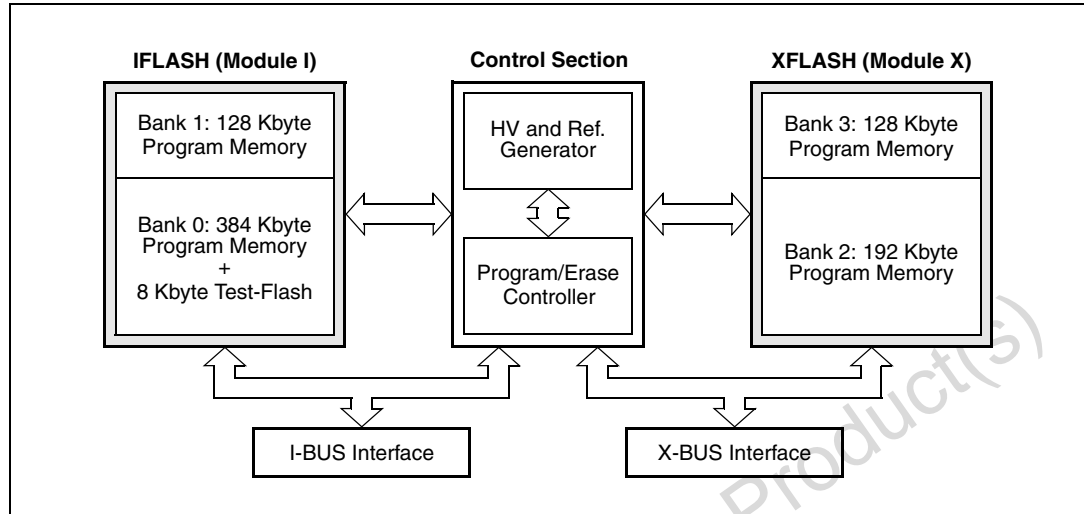 IFLASH (Module I)
Control Section
XFLASH (Module X)
Bank 1: 128 Kbyte
Program Memory
Bank 0: 384 Kbyte
Program Memory
+
8 Kbyte Test-Flash
HV and Ref.
Generator
Program/Erase
Controller
Bank 3: 128 Kbyte
Program Memory
Bank 2: 192 Kbyte
Program Memory
I-BUS Interface
X-BUS Interface
Product(s)